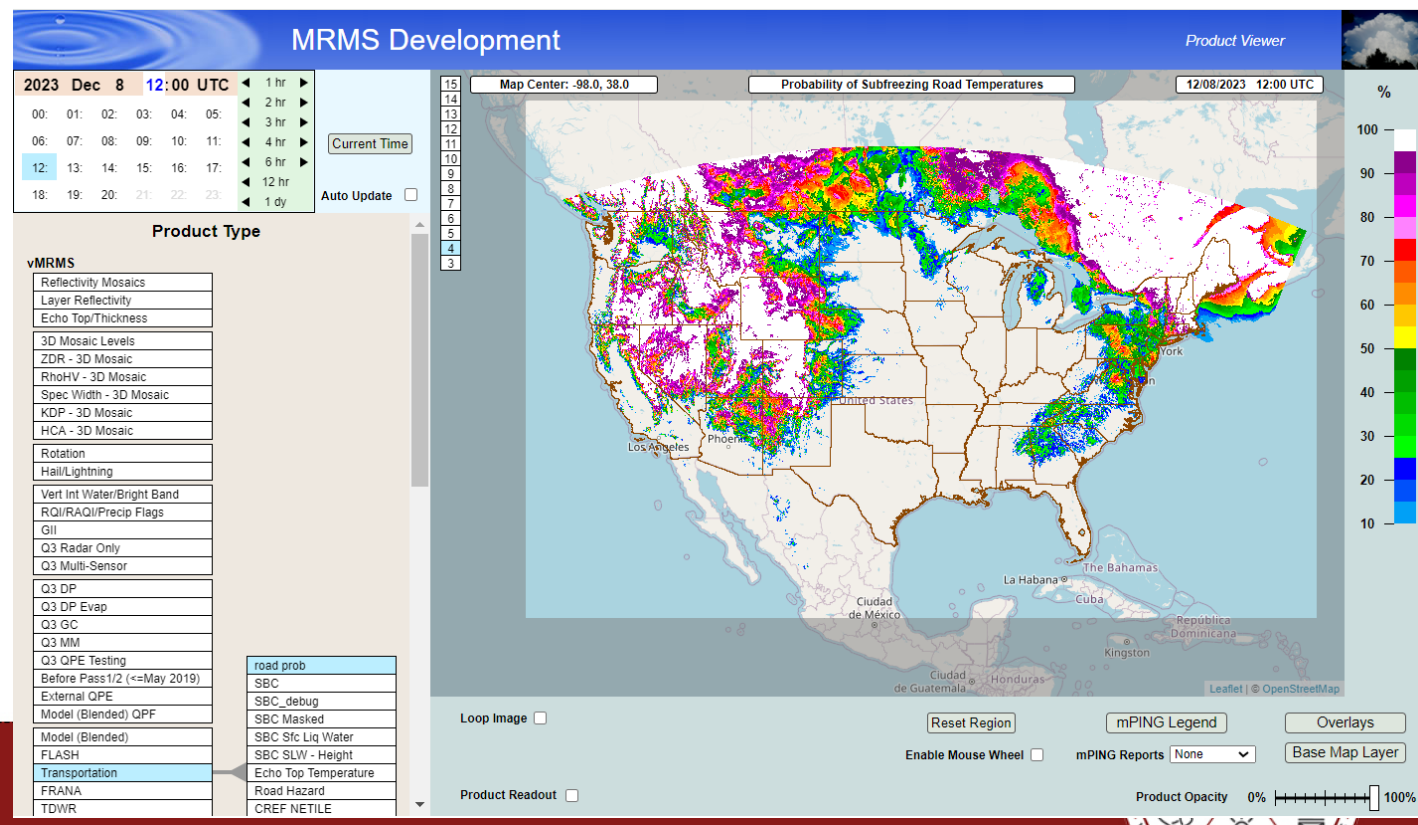 MRMS Development
Product Viewer
2023 Dec 8 12:00 UTC
00: 01: 02: 03: 04: 05:
06: 07: 08: 09: 10: 11:
12: 13: 14: 15: 16: 17:
18: 19: 20: 21: 22: 23:
1 hr
2 hr
3 hr
4 hr
6 hr
12 hr
1 dy
Current Time
Auto Update
Product Type
vMRMS
Reflectivity Mosaics
Layer Reflectivity
Echo Top/Thickness
3D Mosaic Levels
ZDR - 3D Mosaic
RhoHV - 3D Mosaic
Spec Width - 3D Mosaic
KDP - 3D Mosaic
HCA - 3D Mosaic
Rotation
Hail/Lightning
Vert Int Water/Bright Band
RQI/RAQI/Precip Flags
GII
Q3 Radar Only
Q3 Multi-Sensor
Q3 DP
Q3 DP Evap
Q3 GC
Q3 MM
Q3 QPE Testing
Before Pass1/2 (<=May 2019)
External QPE
Model (Blended) QPF
Model (Blended)
FLASH
Transportation
FRANA
TDWR
road prob
SBC
SBC_debug
SBC Masked
SBC Sfc Liq Water
SBC SLW - Height
Echo Top Temperature
Road Hazard
CREF NETILE
15
14
13
12
11
10
9
8
7
6
5
4
3
Map Center: -98.0, 38.0
Probability of Subfreezing Road Temperatures
12/08/2023 12:00 UTC
York
United States
Los Angeles
The Bahamas
La Habana
Cuba
Ciudad
de México
República
Dominicana
Kingston
Ciudad
de Guatemala
Honduras
Leaflet | © OpenStreetMap
%
100
90
80
70
60
50
40
30
20
10
Loop Image
Reset Region
mPING Legend
Overlays
Enable Mouse Wheel
mPING Reports None
Base Map Layer
Product Readout
Product Opacity 0% 100%